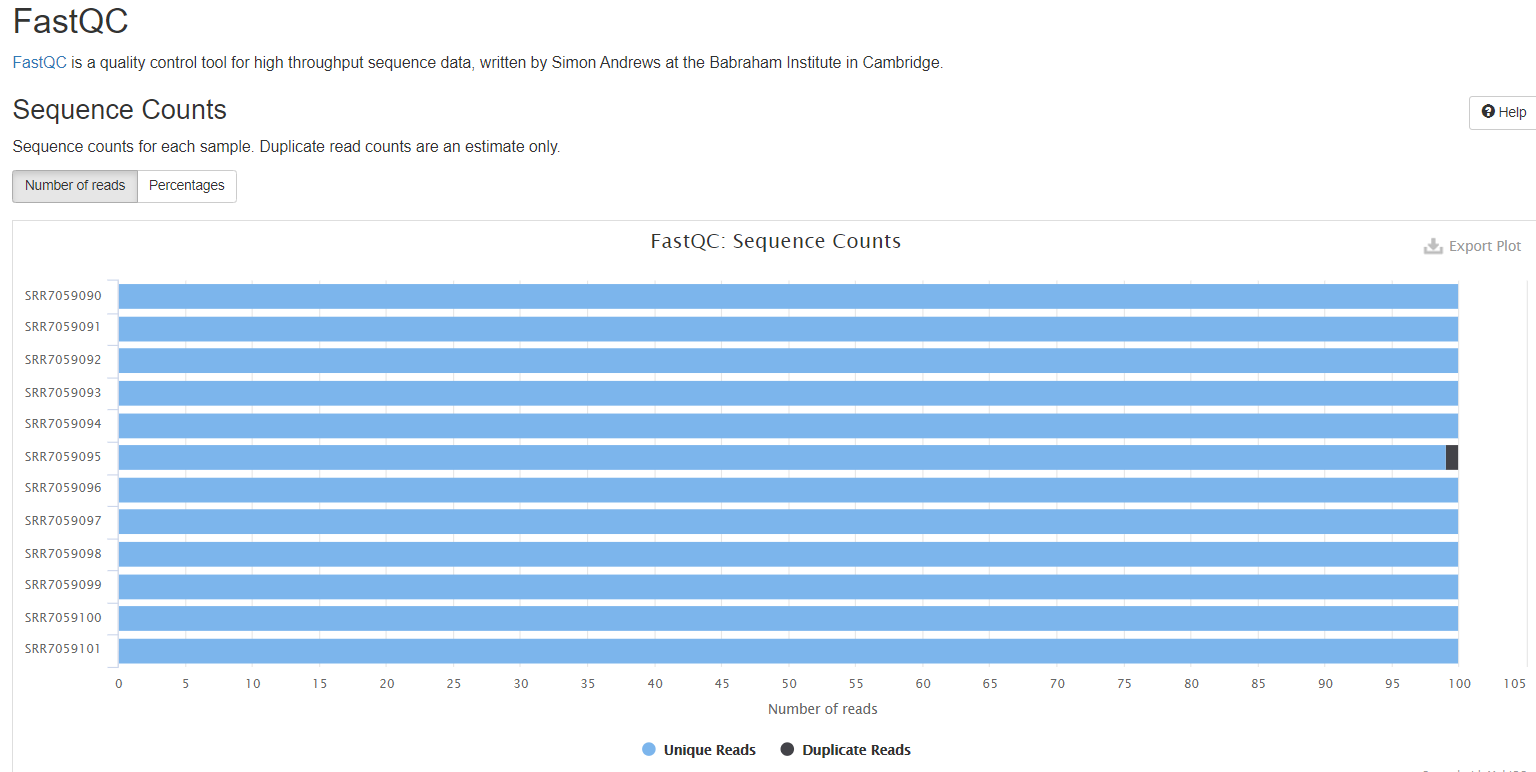 FastQC
FastQC is a quality control tool for high throughput sequence data, written by Simon Andrews at the Babraham Institute in Cambridge.
Sequence Counts
Help
Sequence counts for each sample. Duplicate read counts are an estimate only.
Number of reads Percentages
FastQC: Sequence Counts
Export Plot
SRR7059090
SRR7059091
SRR7059092
SRR7059093
SRR7059094
SRR7059095
SRR7059096
SRR7059097
SRR7059098
SRR7059099
SRR7059100
SRR7059101
0 5 10 15 20 25 30 35 40 45 50 55 60 65 70 75 80 85 90 95 100 105
Number of reads
Unique Reads Duplicate Reads